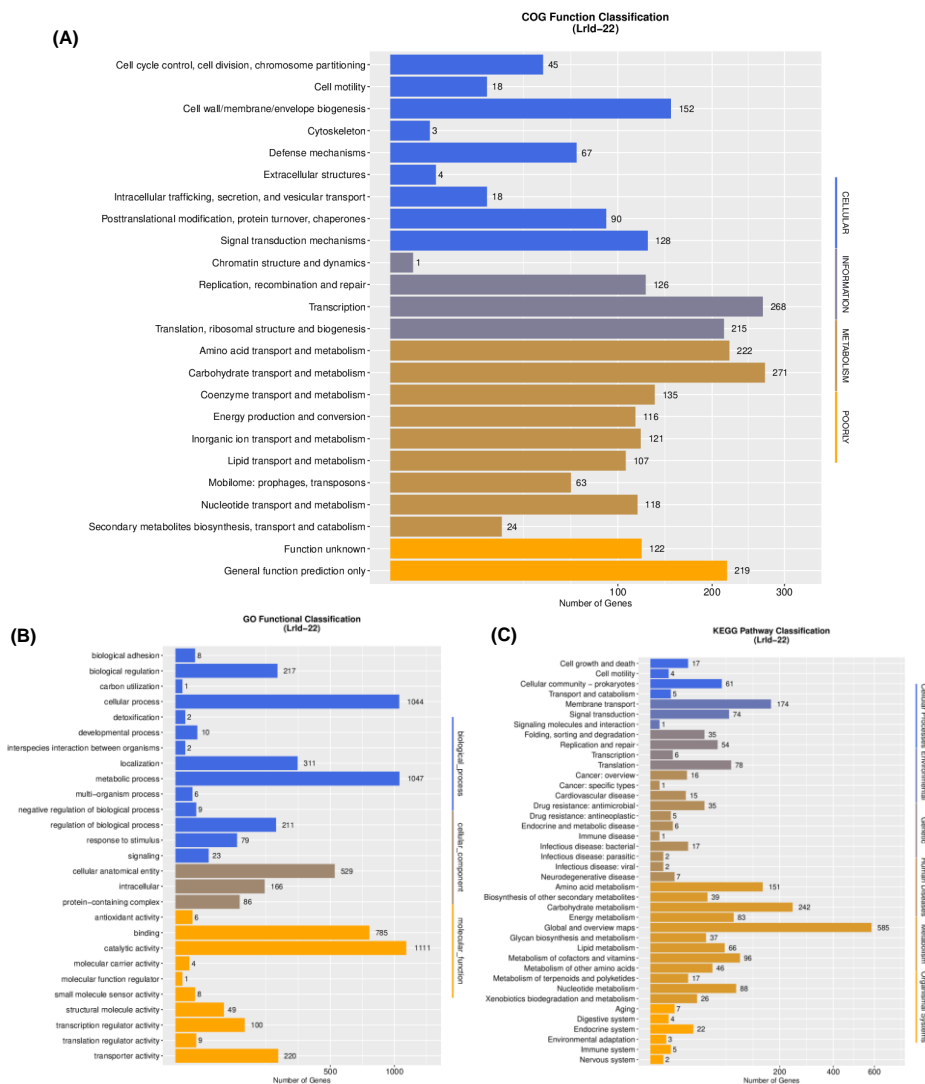 COG Function Classification
(Lrld−22)
(A)
Cell cycle control, cell division, chromosome partitioning 45
Cell motility 18
Cell wall/membrane/envelope biogenesis 152
Cytoskeleton 3
Defense mechanisms 67
Extracellular structures 4
Intracellular trafficking, secretion, and vesicular transport 18
Posttranslational modification, protein turnover, chaperones 90
Signal transduction mechanisms 128
Chromatin structure and dynamics 1
Replication, recombination and repair 126
Transcription 268
Translation, ribosomal structure and biogenesis 215
Amino acid transport and metabolism 222
Carbohydrate transport and metabolism 271
Coenzyme transport and metabolism 135
Energy production and conversion 116
Inorganic ion transport and metabolism 121
Lipid transport and metabolism 107
Mobilome: prophages, transposons 63
Nucleotide transport and metabolism 118
Secondary metabolites biosynthesis, transport and catabolism 24
Function unknown 122
General function prediction only 219
CELLULAR
INFORMATION
METABOLISM
POORLY
100 200 300
Number of Genes
(B)
GO Functional Classification
(Lrld−22)
biological adhesion 8
biological regulation 217
carbon utilization 1
cellular process 1044
detoxification 2
developmental process 10
interspecies interaction between organisms 2
localization 311
metabolic process 1047
multi−organism process 6
negative regulation of biological process 9
regulation of biological process 211
response to stimulus 79
signaling 23
cellular anatomical entity 529
intracellular 166
protein−containing complex 86
antioxidant activity 6
binding 785
catalytic activity 1111
molecular carrier activity 4
molecular function regulator 1
small molecule sensor activity 8
structural molecule activity 49
transcription regulator activity 100
translation regulator activity 9
transporter activity 220
biological_process
cellular_component
molecular_function
500 1000
Number of Genes
(C)
KEGG Pathway Classification
(Lrld−22)
Cell growth and death 17
Cell motility 4
Cellular community − prokaryotes 61
Transport and catabolism 5
Membrane transport 174
Signal transduction 74
Signaling molecules and interaction 1
Folding, sorting and degradation 35
Replication and repair 54
Transcription 6
Translation 78
Cancer: overview 16
Cancer: specific types 1
Cardiovascular disease 15
Drug resistance: antimicrobial 35
Drug resistance: antineoplastic 5
Endocrine and metabolic disease 6
Immune disease 1
Infectious disease: bacterial 17
Infectious disease: parasitic 2
Infectious disease: viral 2
Neurodegenerative disease 7
Amino acid metabolism 151
Biosynthesis of other secondary metabolites 39
Carbohydrate metabolism 242
Energy metabolism 83
Global and overview maps 585
Glycan biosynthesis and metabolism 37
Lipid metabolism 66
Metabolism of cofactors and vitamins 96
Metabolism of other amino acids 46
Metabolism of terpenoids and polyketides 17
Nucleotide metabolism 88
Xenobiotics biodegradation and metabolism 26
Aging 7
Digestive system 4
Endocrine system 22
Environmental adaptation 3
Immune system 5
Nervous system 2
200 400 600
Number of Genes